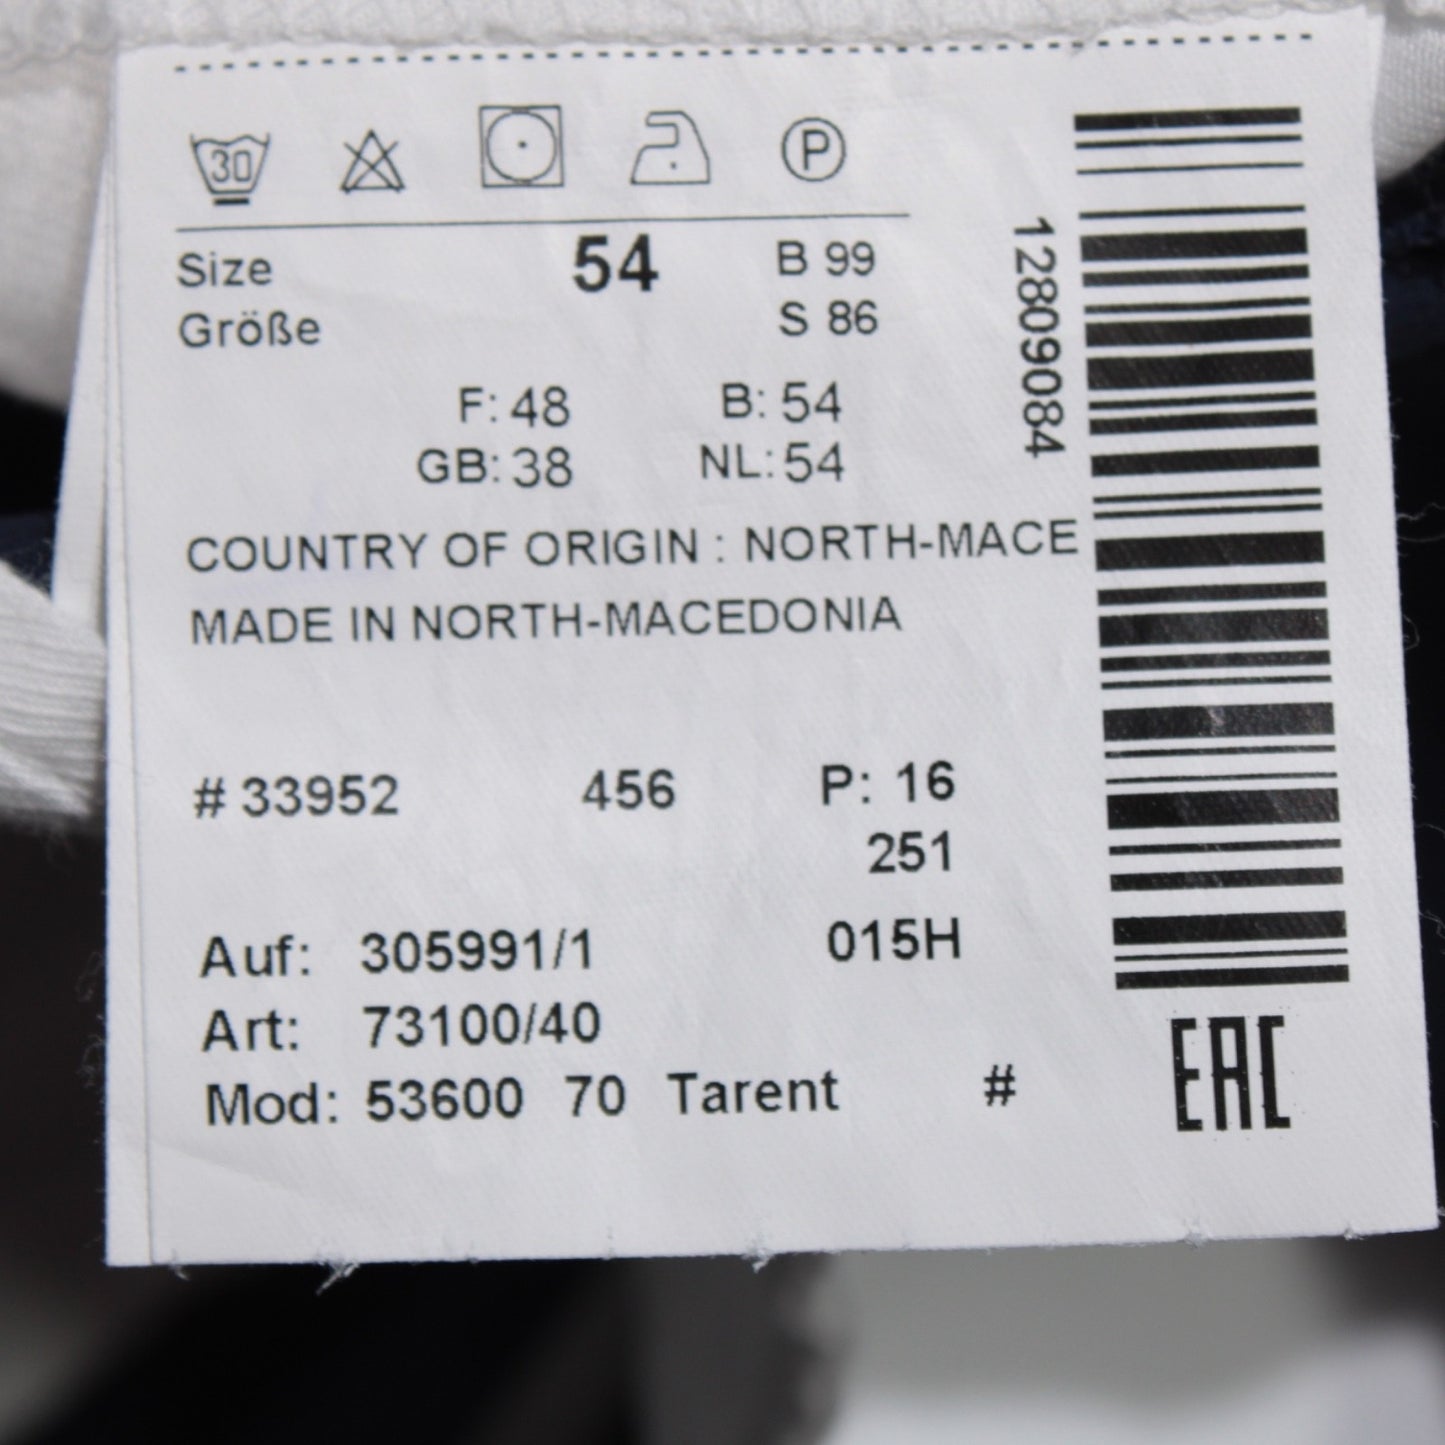 30 P
Size 54 B 99
Größe S 86
F: 48 B: 54
GB: 38 NL: 54
COUNTRY OF ORIGIN : NORTH-MACE
MADE IN NORTH-MACEDONIA
# 33952 456 P: 16
251
Auf: 305991/1 015H
Art: 73100/40
Mod: 53600 70 Tarent #
12809084
EAC